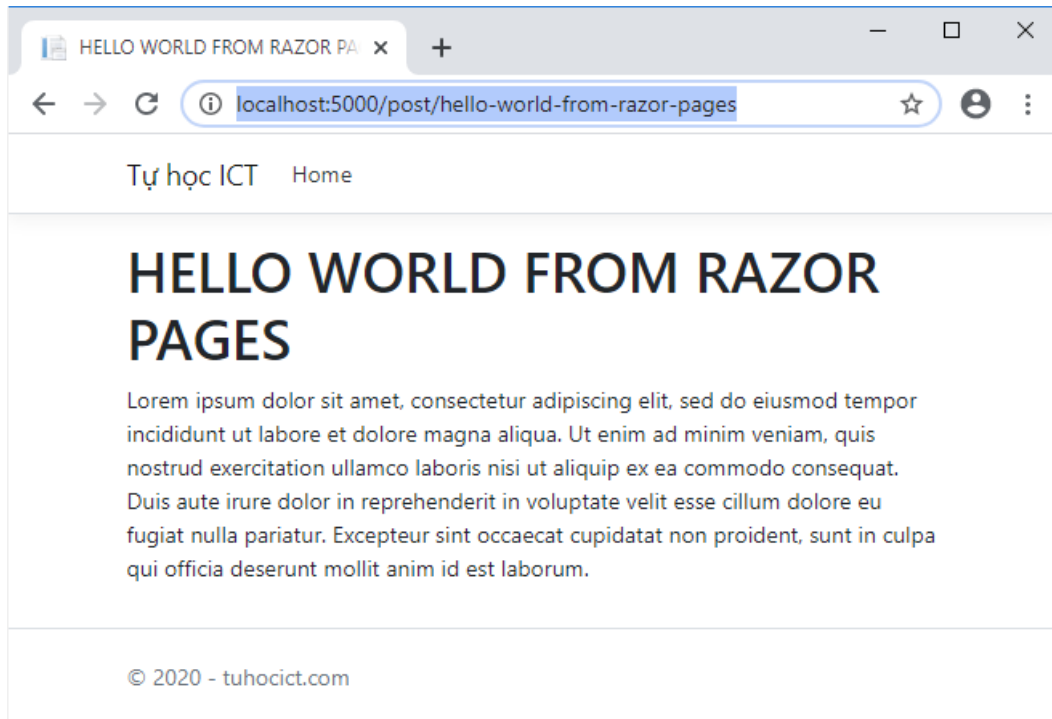 HELLO WORLD FROM RAZOR PA
localhost:5000/post/hello-world-from-razor-pages
Tự học ICT Home
HELLO WORLD FROM RAZOR
PAGES
Lorem ipsum dolor sit amet, consectetur adipiscing elit, sed do eiusmod tempor
incididunt ut labore et dolore magna aliqua. Ut enim ad minim veniam, quis
nostrud exercitation ullamco laboris nisi ut aliquip ex ea commodo consequat.
Duis aute irure dolor in reprehenderit in voluptate velit esse cillum dolore eu
fugiat nulla pariatur. Excepteur sint occaecat cupidatat non proident, sunt in culpa
qui officia deserunt mollit anim id est laborum.
© 2020 - tuhocict.com